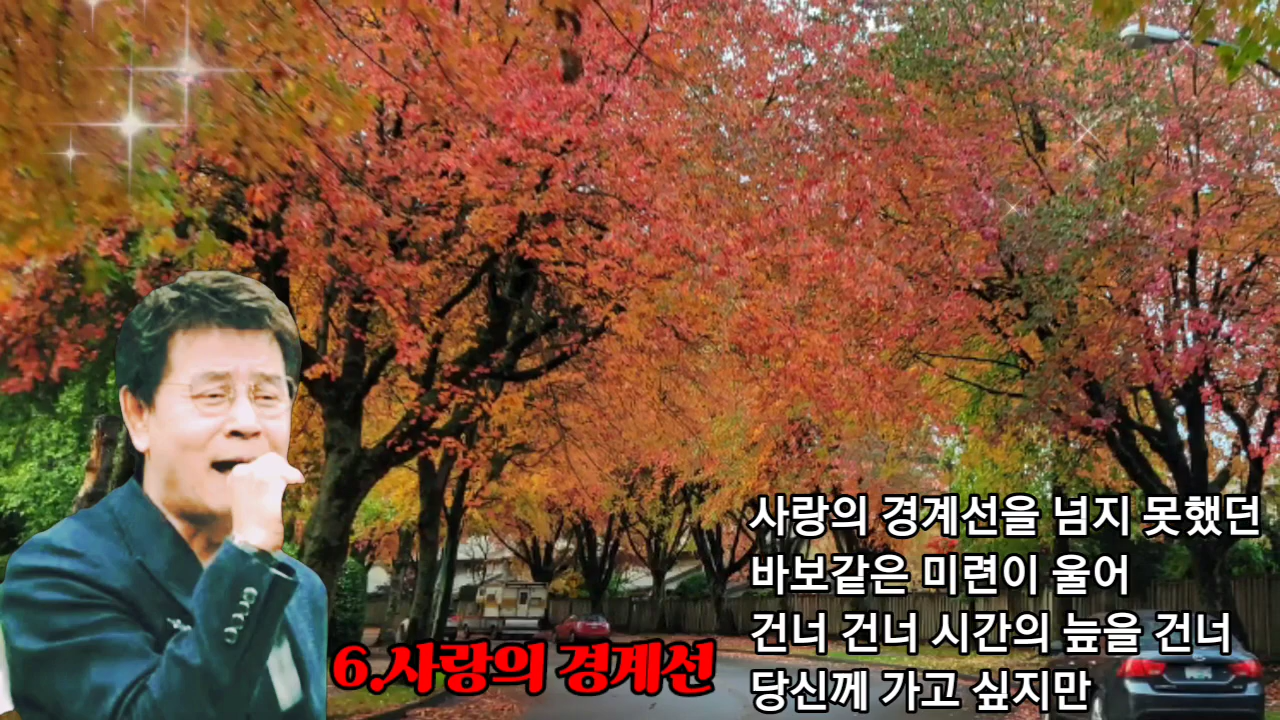 6.사랑의 경계선
사랑의 경계선을 넘지 못했던
바보같은 미련이 울어
건너 건너 시간의 늪을 건너
당신께 가고 싶지만